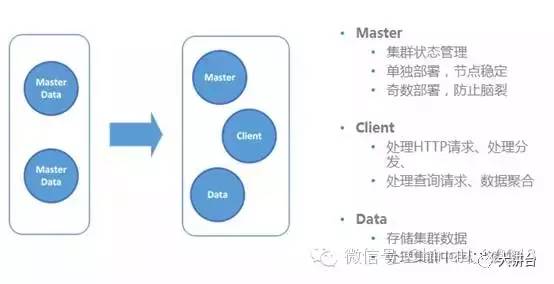 Master
Data
Master
Data
Master
Client
Data
• Master
• 集群状态管理
• 单独部署，节点稳定
• 奇数部署，防止脑裂
• Client
• 处理HTTP请求、处理分
发、
• 处理查询请求、数据聚合
• Data
• 存储集群数据
微信号:
大讲台